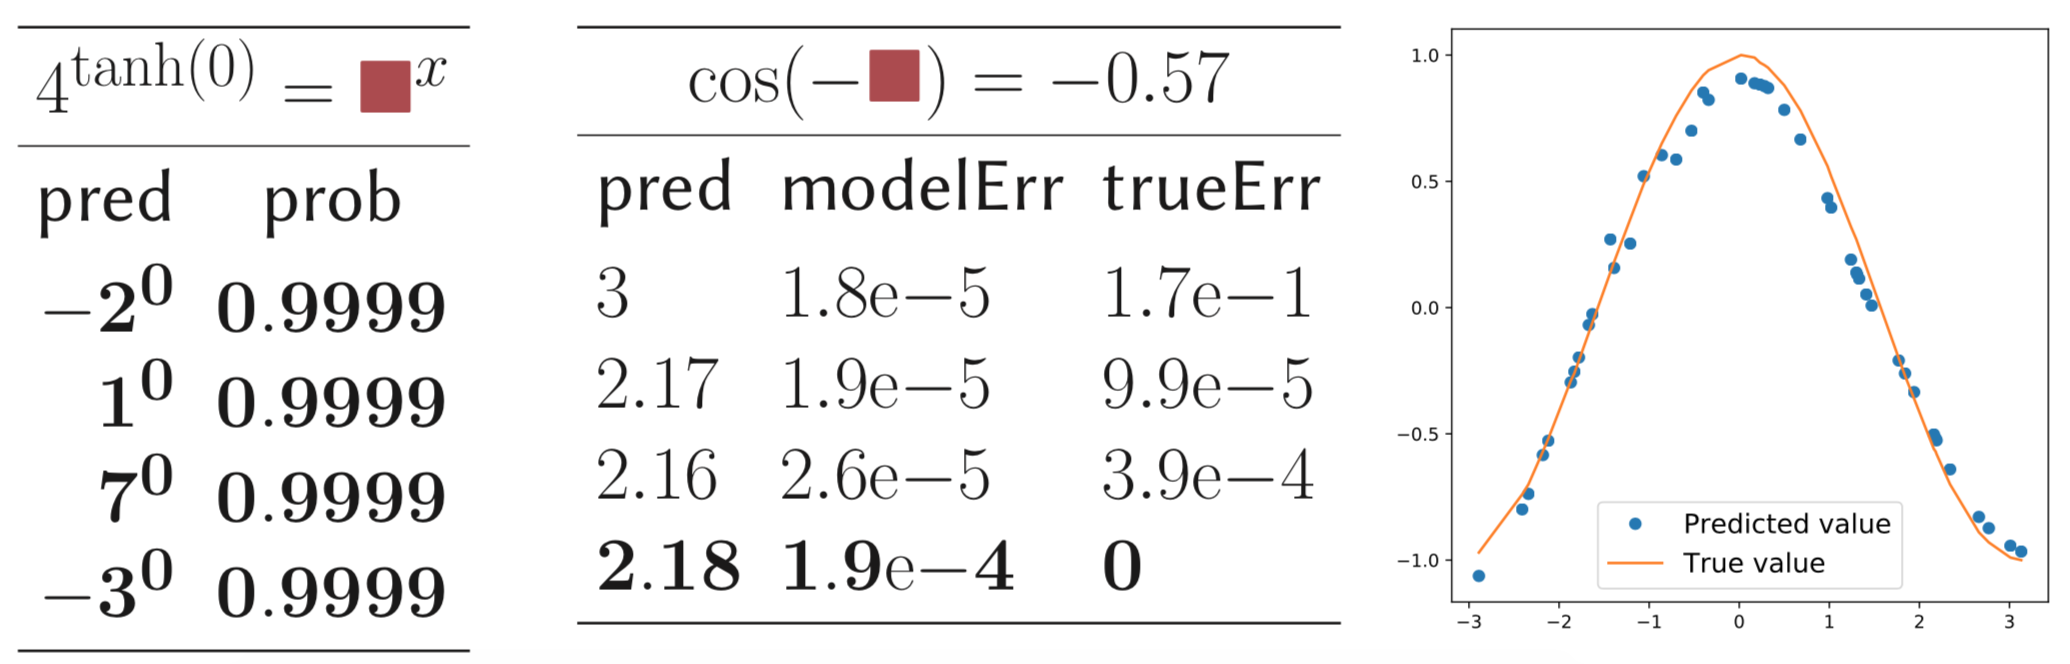 4^tanh(0) = ■^x
pred prob
−2^0 0.9999
1^0 0.9999
7^0 0.9999
−3^0 0.9999
cos(−■) = −0.57
pred modelErr trueErr
3 1.8e−5 1.7e−1
2.17 1.9e−5 9.9e−5
2.16 2.6e−5 3.9e−4
2.18 1.9e−4 0
1.0
0.5
0.0
−0.5
−1.0
Predicted value
True value
−3 −2 −1 0 1 2 3